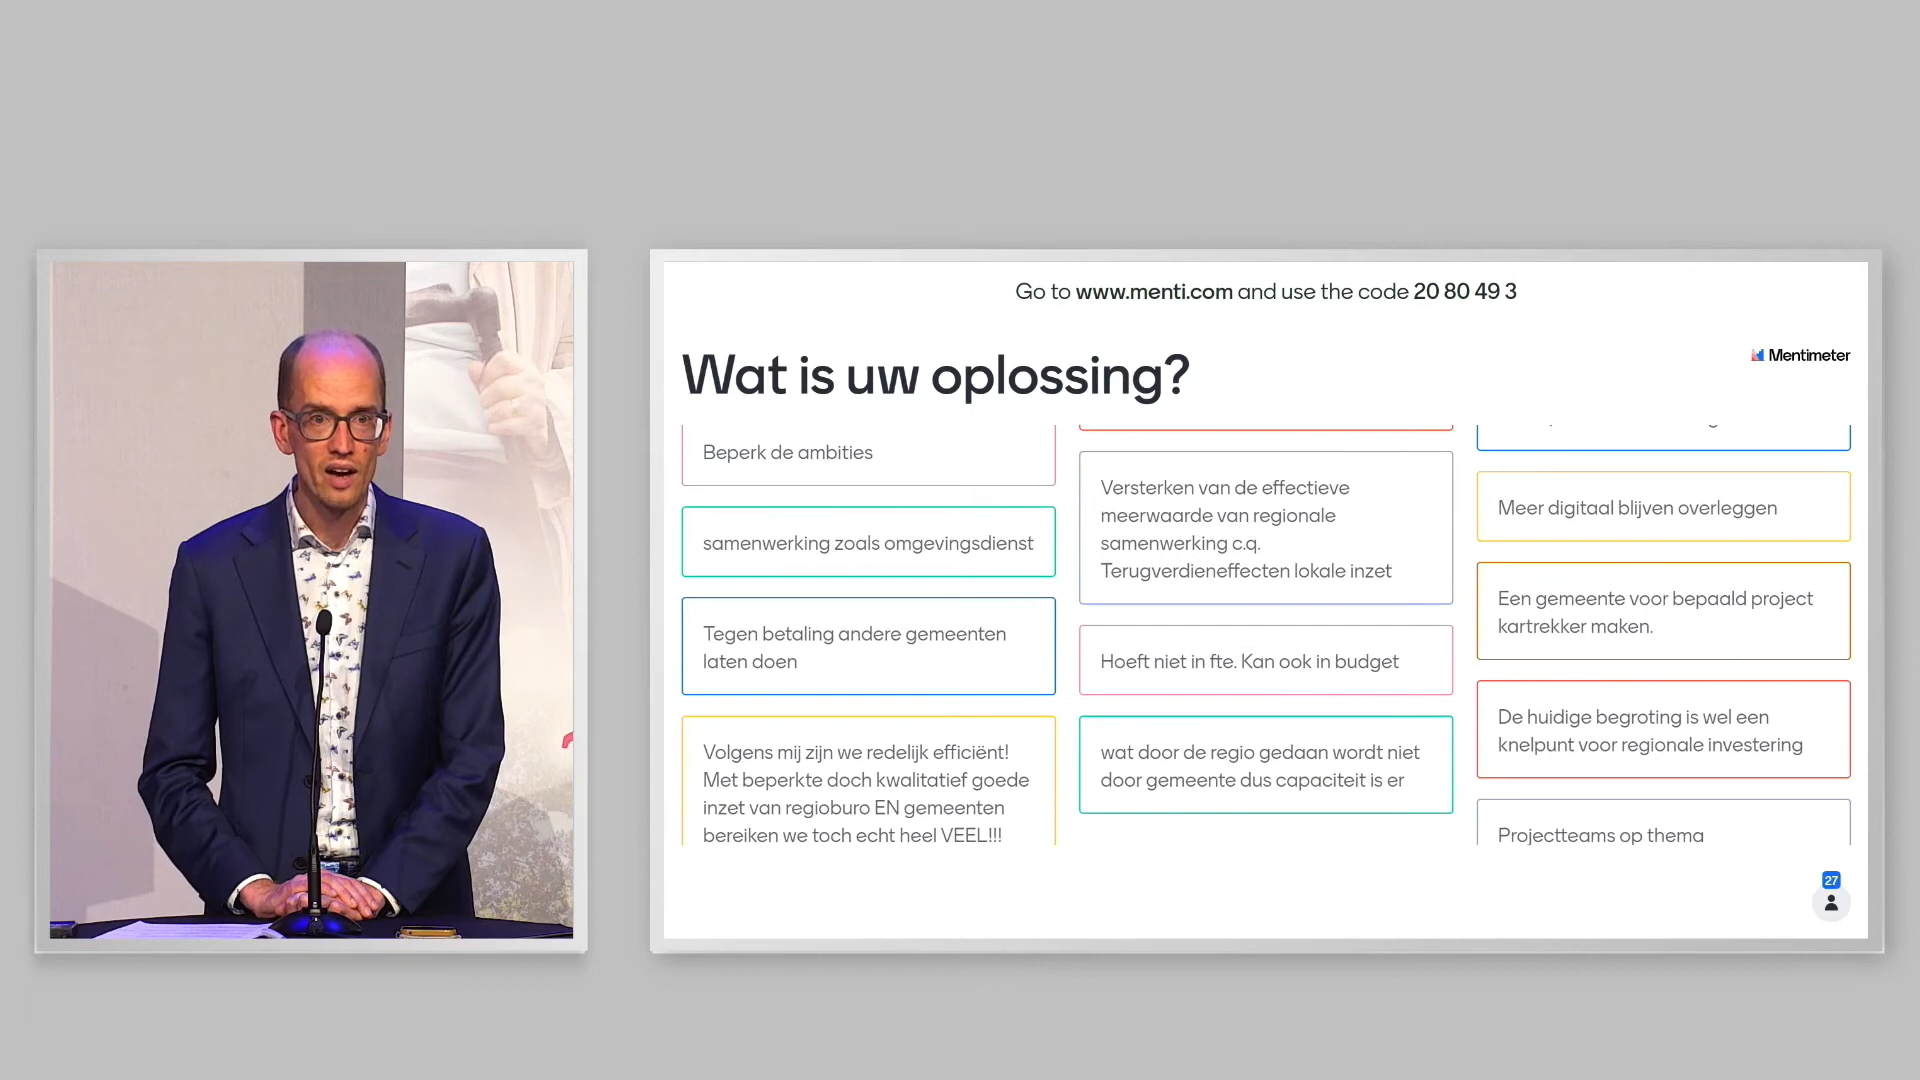 Go to www.menti.com and use the code 20 80 49 3
Wat is uw oplossing?
Mentimeter
Beperk de ambities
samenwerking zoals omgevingsdienst
Tegen betaling andere gemeenten
laten doen
Volgens mij zijn we redelijk efficiënt!
Met beperkte doch kwalitatief goede
inzet van regioburo EN gemeenten
bereiken we toch echt heel VEEL!!!
Versterken van de effectieve
meerwaarde van regionale
samenwerking c.q.
Terugverdieneffecten lokale inzet
Hoeft niet in fte. Kan ook in budget
wat door de regio gedaan wordt niet
door gemeente dus capaciteit is er
Meer digitaal blijven overleggen
Een gemeente voor bepaald project
kartrekker maken.
De huidige begroting is wel een
knelpunt voor regionale investering
Projectteams op thema
27